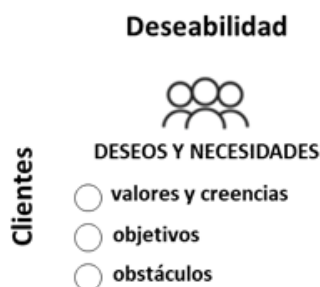 Deseabilidad
DESEOS Y NECESIDADES
Clientes
valores y creencias
objetivos
obstáculos